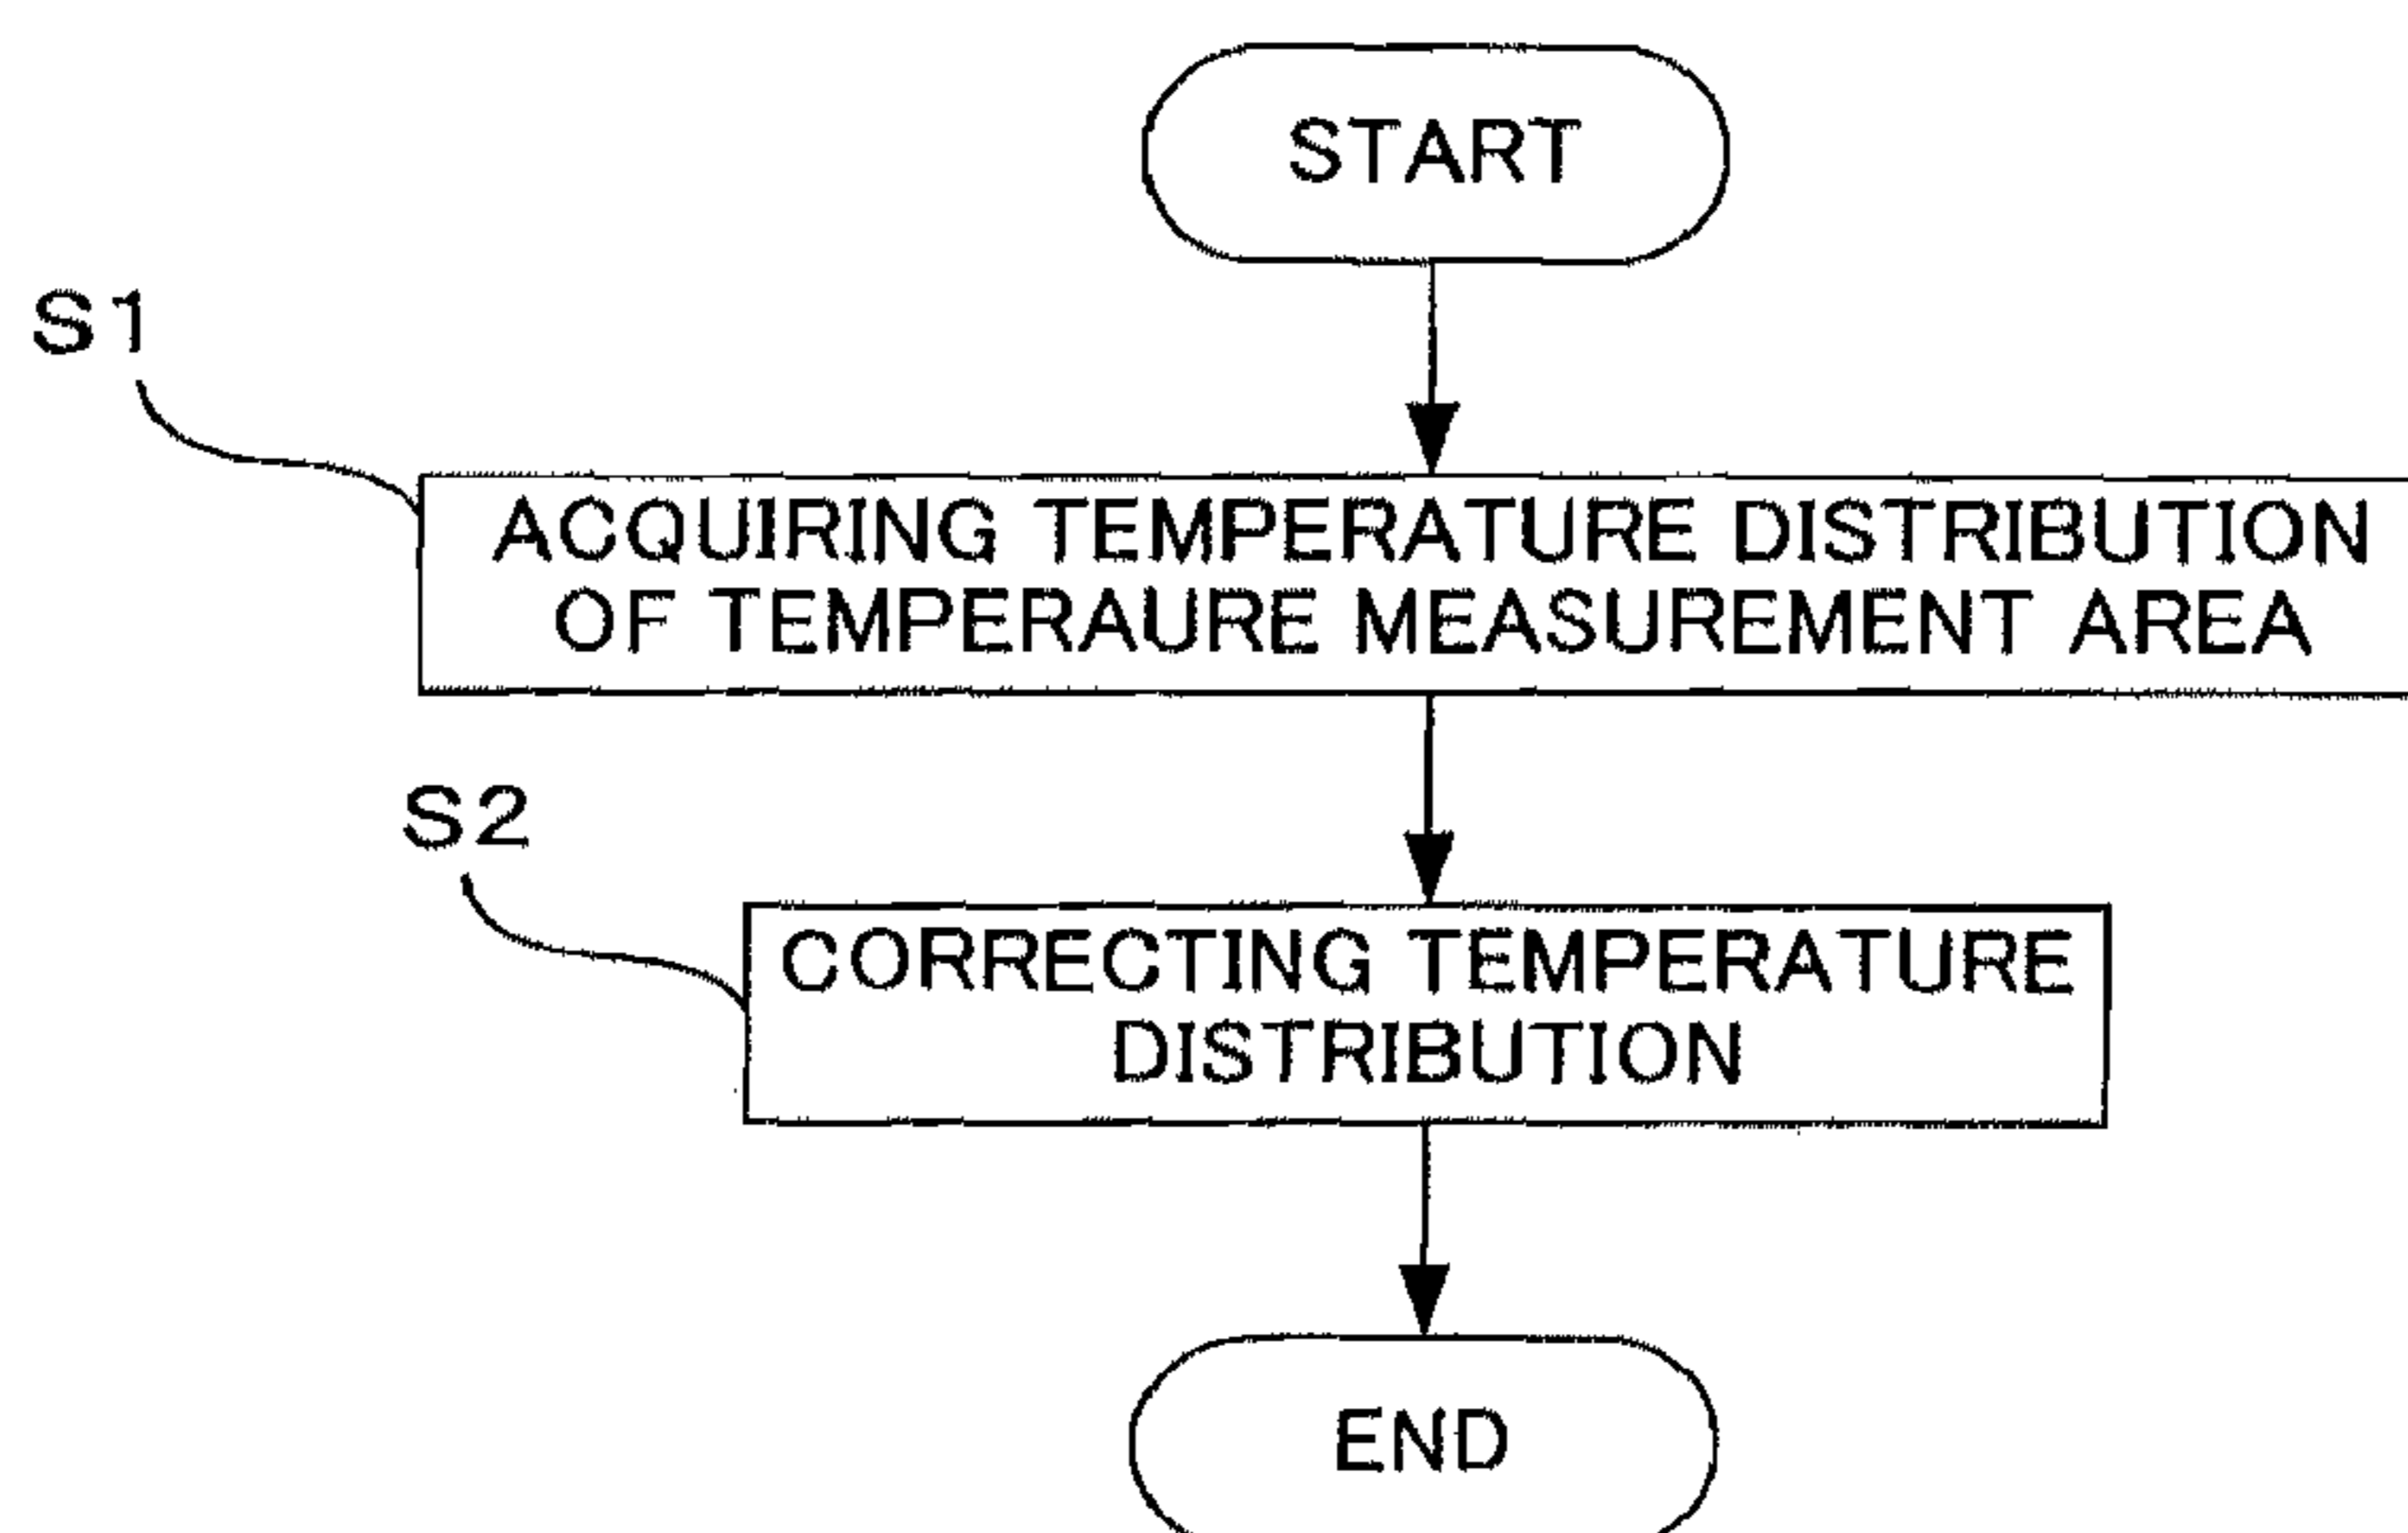 START
S1
ACQUIRING TEMPERATURE DISTRIBUTION
OF TEMPERAURE MEASUREMENT AREA
S2
CORRECTING TEMPERATURE
DISTRIBUTION
END